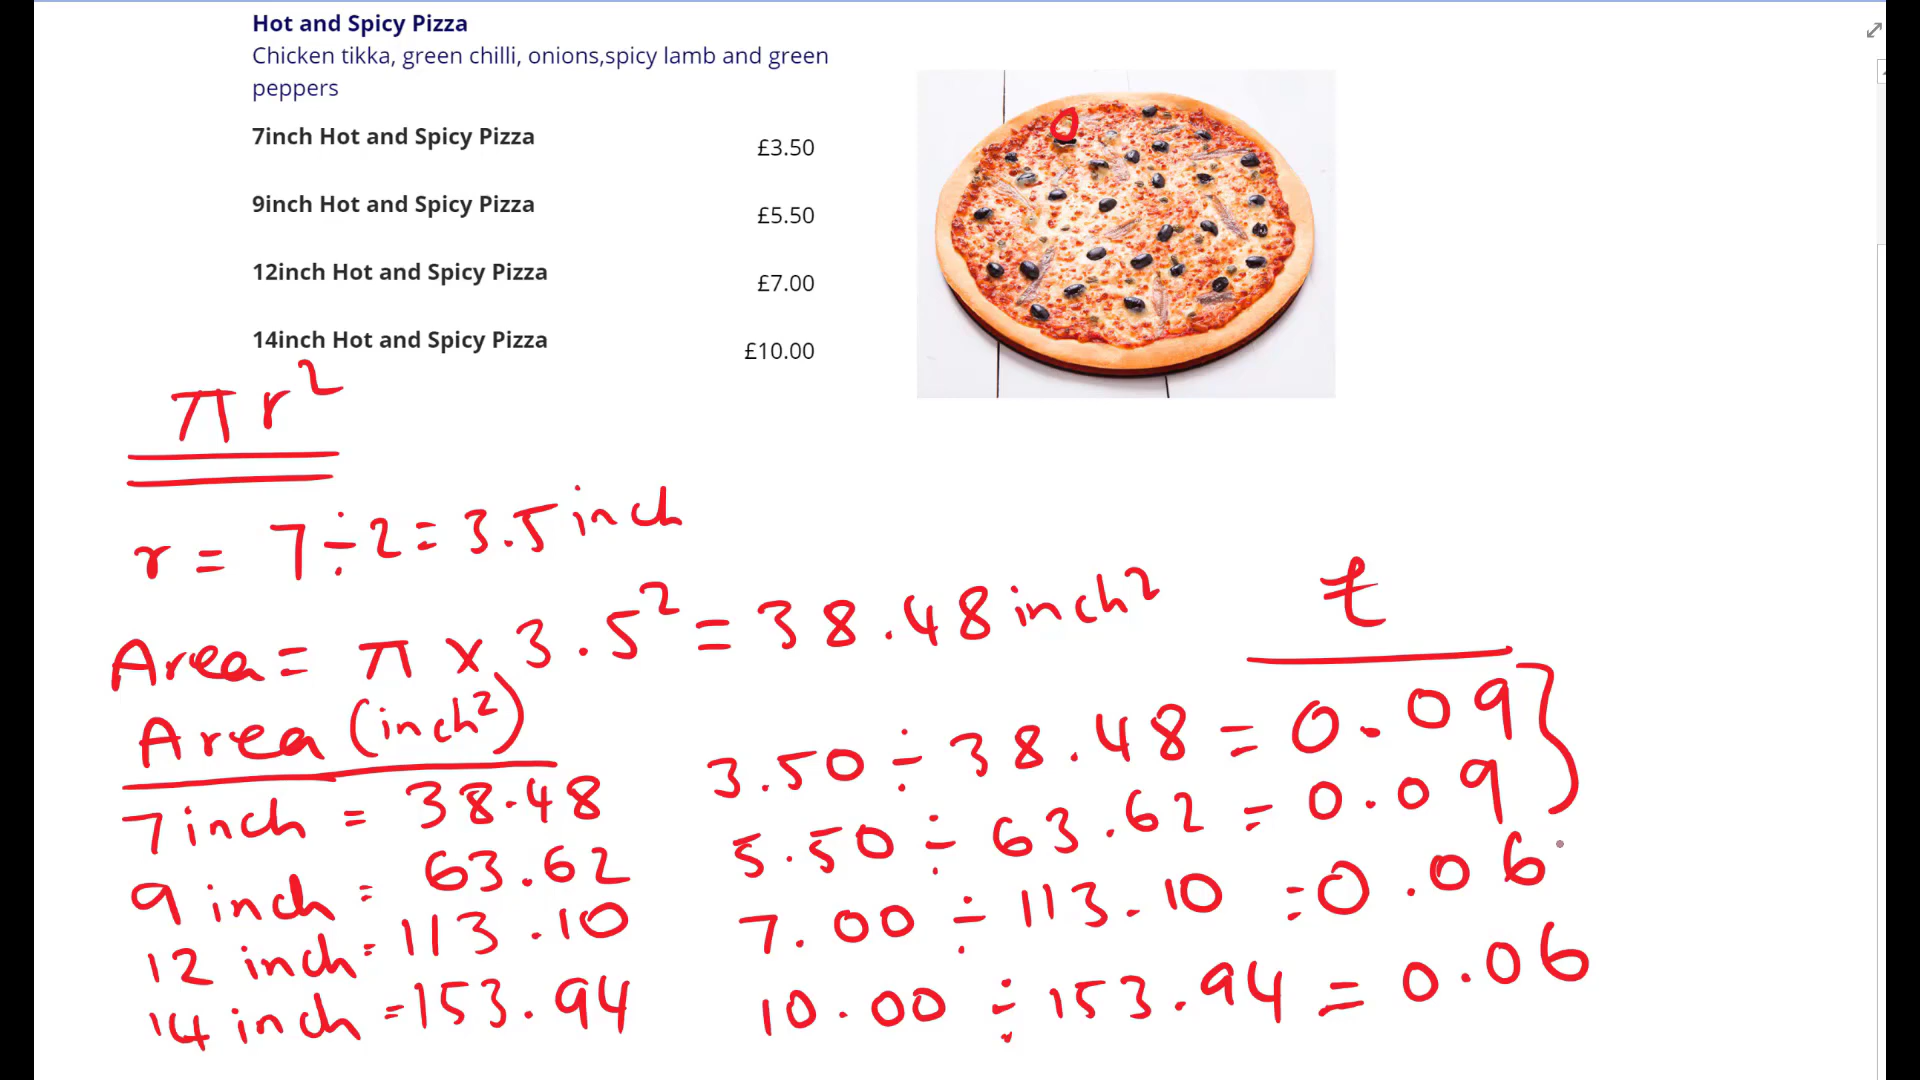 Hot and Spicy Pizza
Chicken tikka, green chilli, onions,spicy lamb and green
peppers
7inch Hot and Spicy Pizza £3.50
9inch Hot and Spicy Pizza £5.50
12inch Hot and Spicy Pizza £7.00
14inch Hot and Spicy Pizza £10.00
πr²
r = 7÷2 = 3.5 inch
Area = π × 3.5² = 38.48 inch²
£
Area (inch²)
7 inch = 38.48
3.50 ÷ 38.48 = 0.09
9 inch = 63.62
5.50 ÷ 63.62 = 0.09
12 inch = 113.10
7.00 ÷ 113.10 = 0.06
14 inch = 153.94
10.00 ÷ 153.94 = 0.06